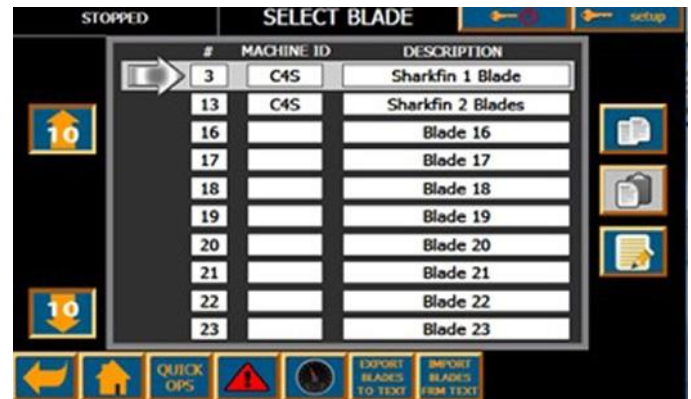 STOPPED SELECT BLADE setup
# MACHINE ID DESCRIPTION
3 C4S Sharkfin 1 Blade
13 C4S Sharkfin 2 Blades
16 Blade 16
17 Blade 17
18 Blade 18
19 Blade 19
20 Blade 20
21 Blade 21
22 Blade 22
23 Blade 23
10
10
QUICK
OPS
EXPORT
BLADES
TO TEXT
IMPORT
BLADES
FRM TEXT